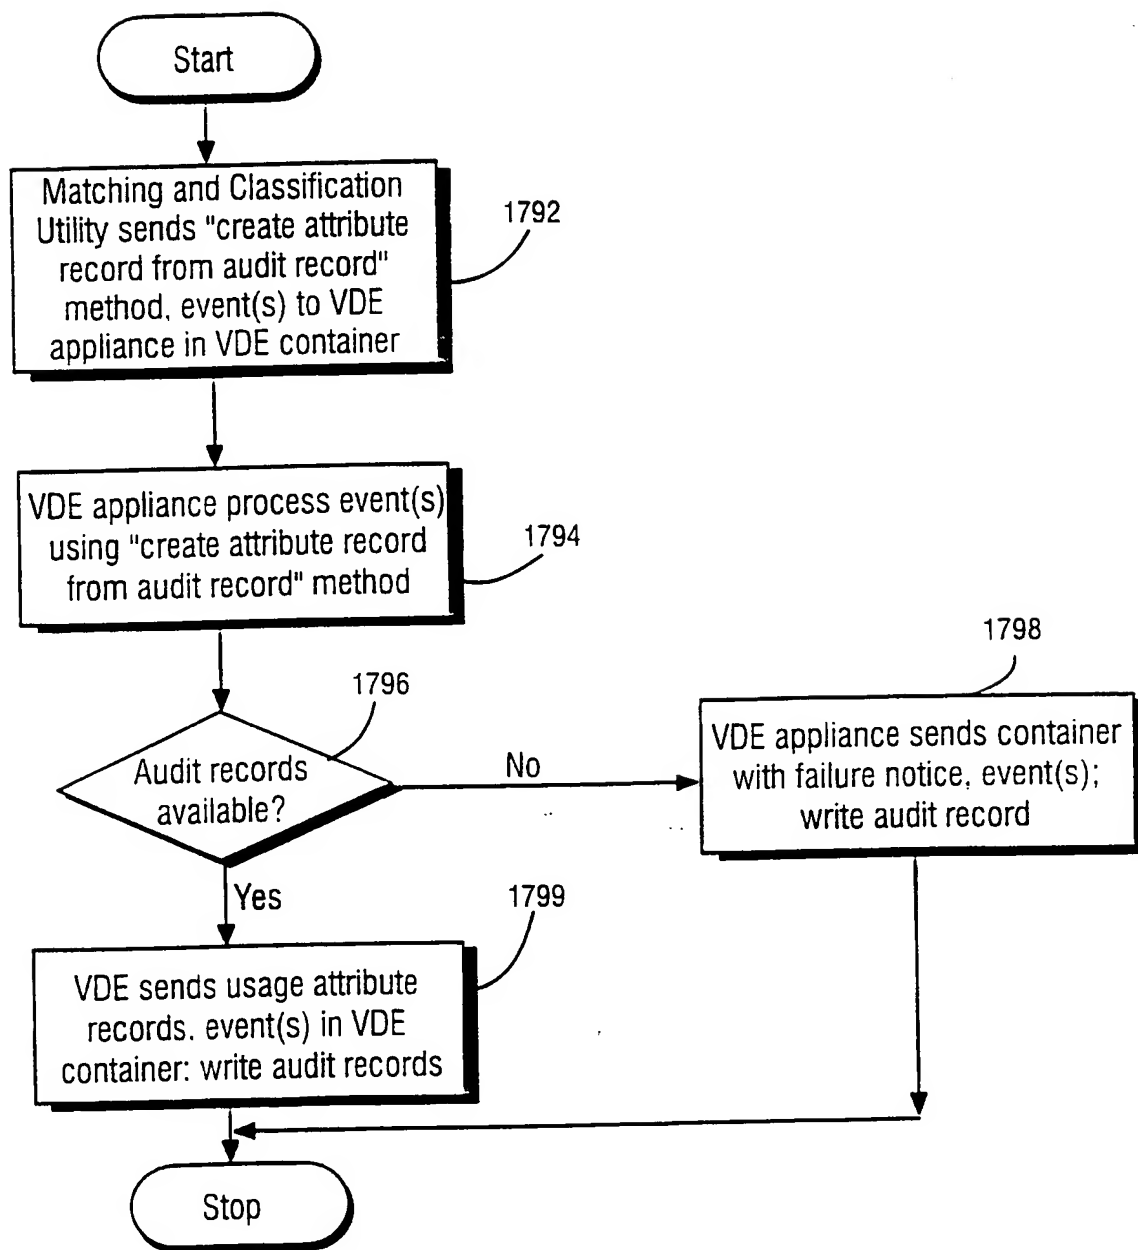 Start
Matching and Classification
Utility sends "create attribute
record from audit record"
method, event(s) to VDE
appliance in VDE container
1792
VDE appliance process event(s)
using "create attribute record
from audit record" method
1794
1796
Audit records
available?
No
1798
VDE appliance sends container
with failure notice, event(s);
write audit record
Yes
1799
VDE sends usage attribute
records. event(s) in VDE
container: write audit records
Stop